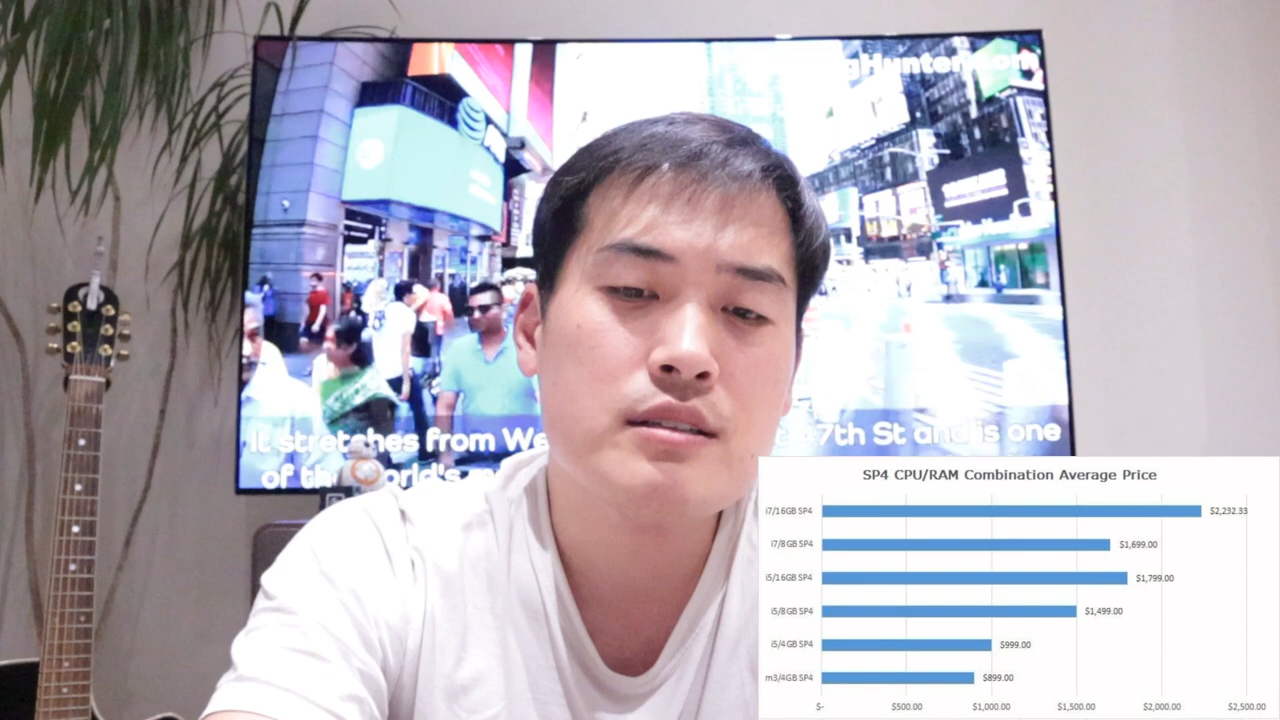 gHunter.com
It stretches from We
7th St and is one
of th
orld's
SP4 CPU/RAM Combination Average Price
i7/16GB SP4 $2,232.33
i7/8GB SP4 $1,699.00
i5/16GB SP4 $1,799.00
i5/8GB SP4 $1,499.00
i5/4GB SP4 $999.00
m3/4GB SP4 $899.00
$- $500.00 $1,000.00 $1,500.00 $2,000.00 $2,500.00